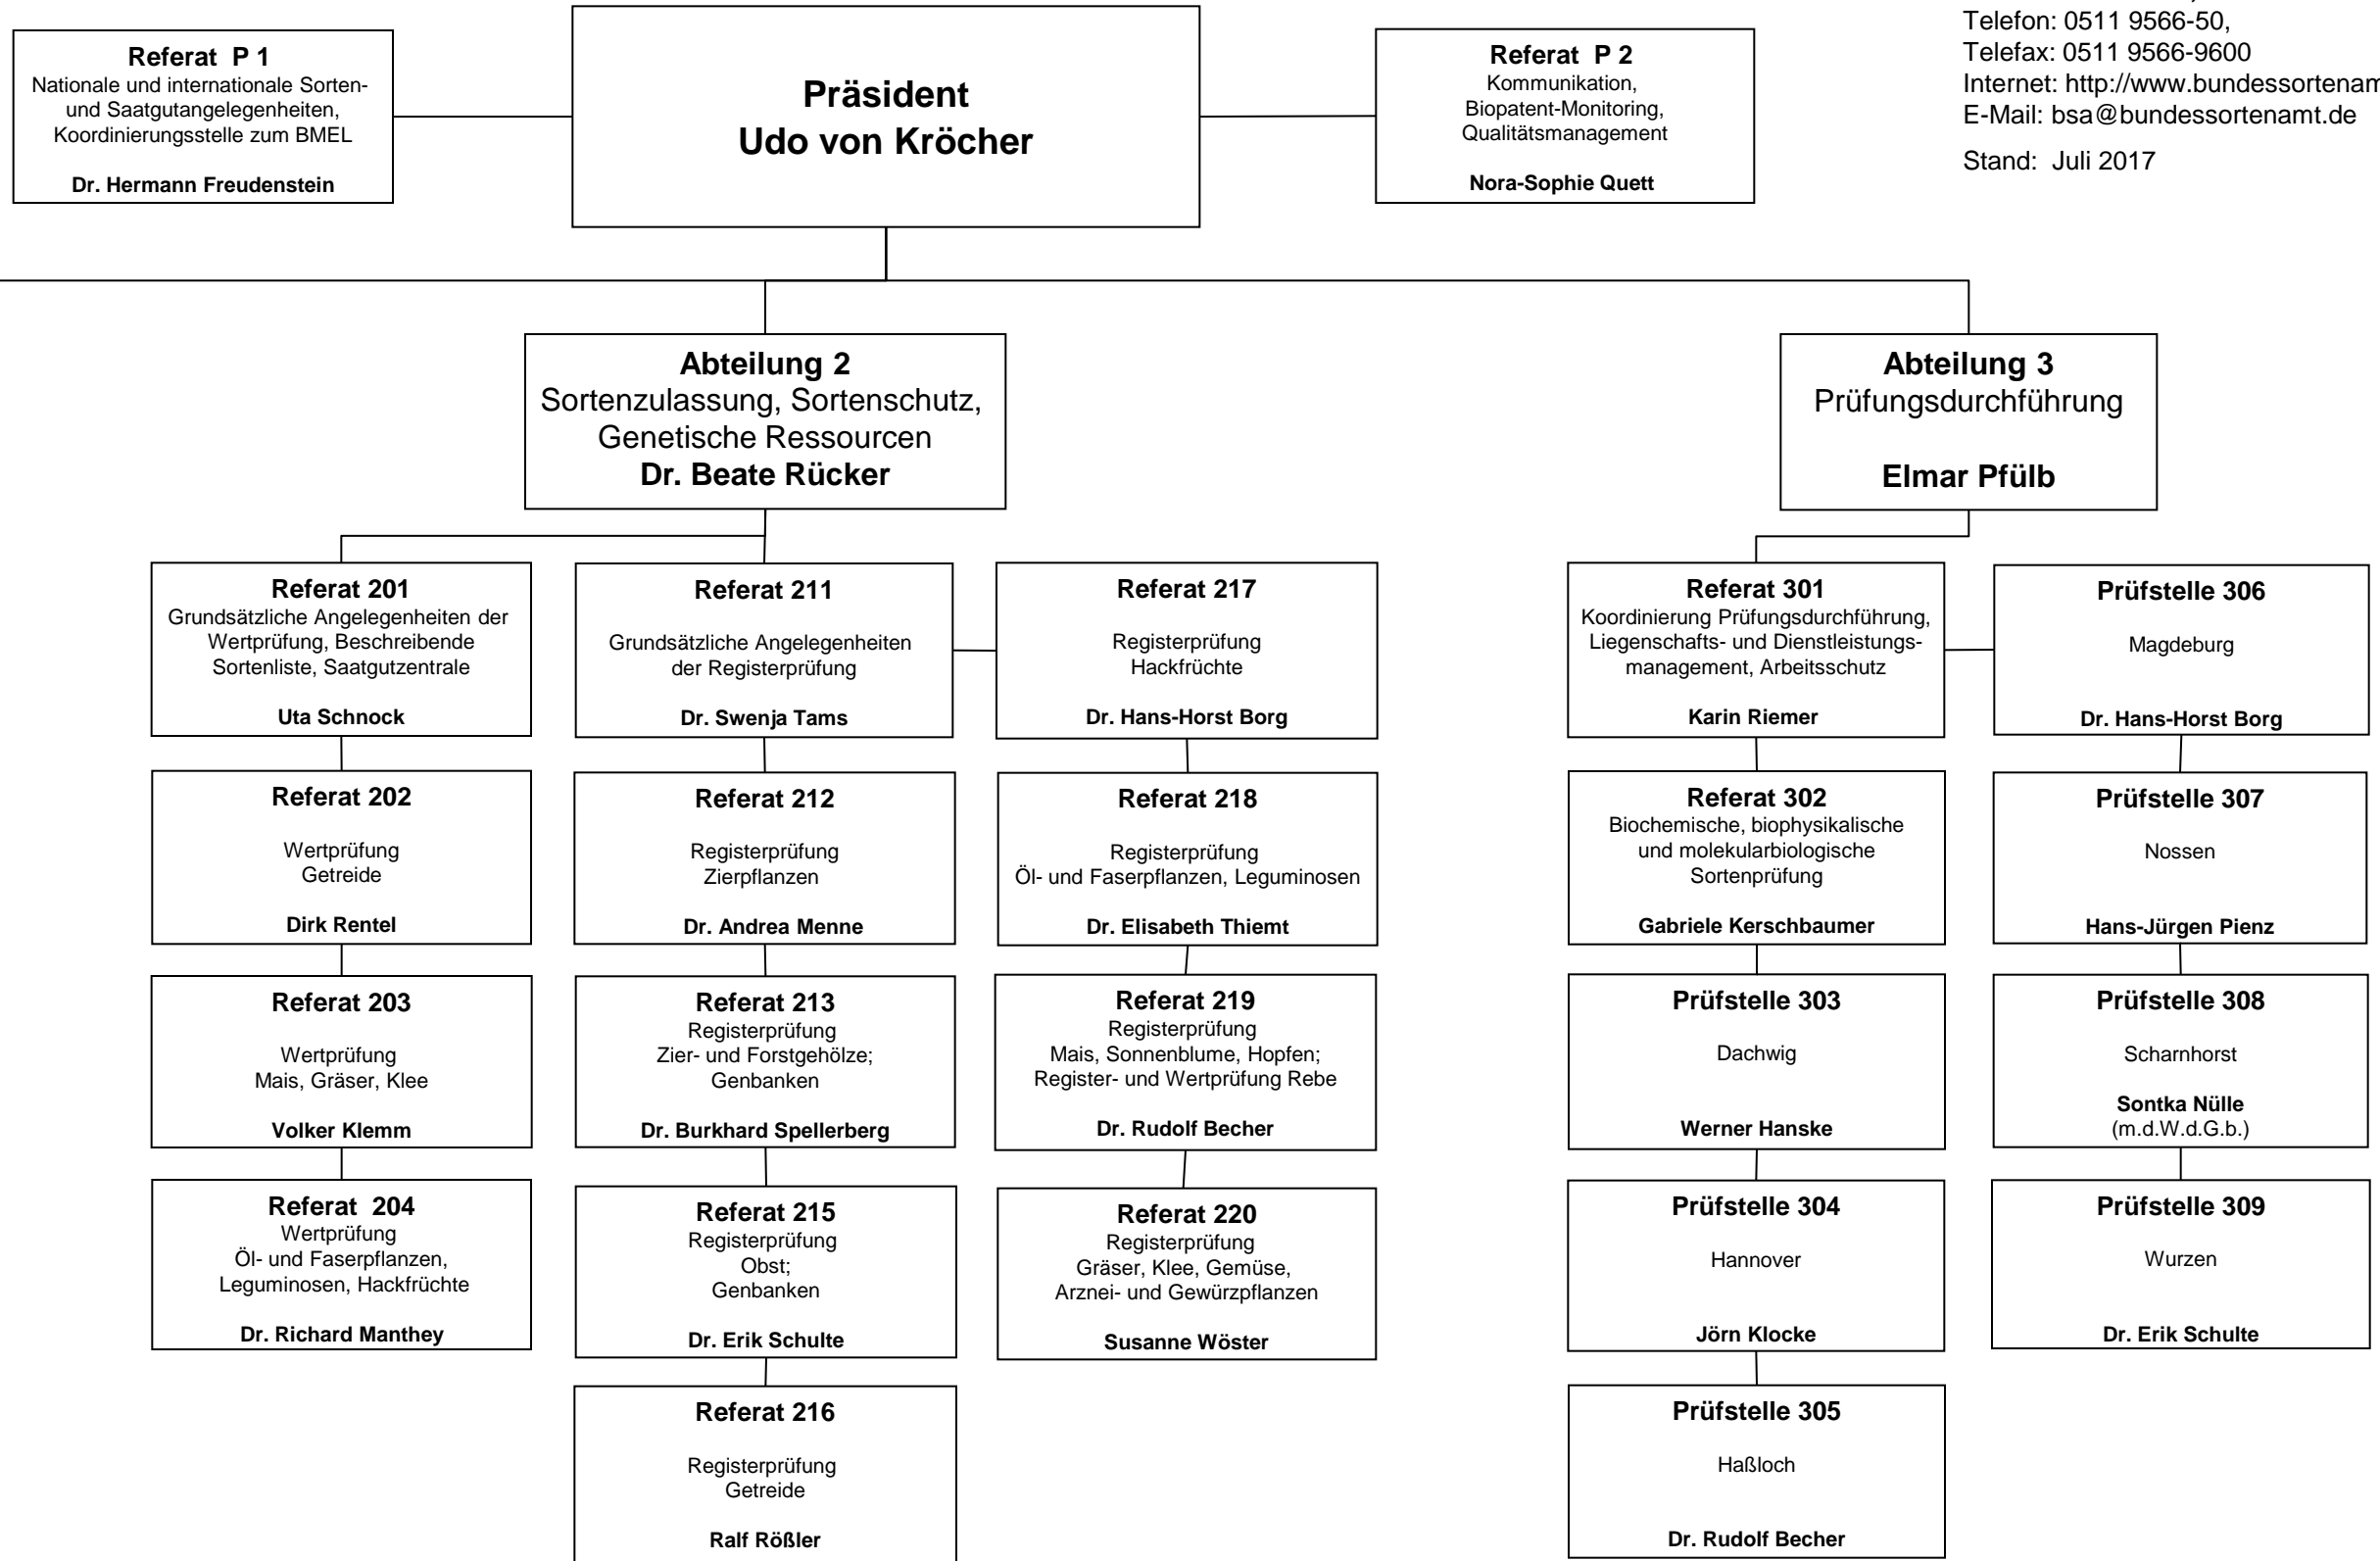 Referat P 1
Nationale und internationale Sorten-
und Saatgutangelegenheiten,
Koordinierungsstelle zum BMEL
Dr. Hermann Freudenstein
Präsident
Udo von Kröcher
Referat P 2
Kommunikation,
Biopatent-Monitoring,
Qualitätsmanagement
Nora-Sophie Quett
Telefon: 0511 9566-50,
Telefax: 0511 9566-9600
Internet: http://www.bundessortenam
E-Mail: bsa@bundessortenamt.de
Stand: Juli 2017
Abteilung 2
Sortenzulassung, Sortenschutz,
Genetische Ressourcen
Dr. Beate Rücker
Abteilung 3
Prüfungsdurchführung
Elmar Pfülb
Referat 201
Grundsätzliche Angelegenheiten der
Wertprüfung, Beschreibende
Sortenliste, Saatgutzentrale
Uta Schnock
Referat 202
Wertprüfung
Getreide
Dirk Rentel
Referat 203
Wertprüfung
Mais, Gräser, Klee
Volker Klemm
Referat 204
Wertprüfung
Öl- und Faserpflanzen,
Leguminosen, Hackfrüchte
Dr. Richard Manthey
Referat 211
Grundsätzliche Angelegenheiten
der Registerprüfung
Dr. Swenja Tams
Referat 212
Registerprüfung
Zierpflanzen
Dr. Andrea Menne
Referat 213
Registerprüfung
Zier- und Forstgehölze;
Genbanken
Dr. Burkhard Spellerberg
Referat 215
Registerprüfung
Obst;
Genbanken
Dr. Erik Schulte
Referat 216
Registerprüfung
Getreide
Ralf Rößler
Referat 217
Registerprüfung
Hackfrüchte
Dr. Hans-Horst Borg
Referat 218
Registerprüfung
Öl- und Faserpflanzen, Leguminosen
Dr. Elisabeth Thiemt
Referat 219
Registerprüfung
Mais, Sonnenblume, Hopfen;
Register- und Wertprüfung Rebe
Dr. Rudolf Becher
Referat 220
Registerprüfung
Gräser, Klee, Gemüse,
Arznei- und Gewürzpflanzen
Susanne Wöster
Referat 301
Koordinierung Prüfungsdurchführung,
Liegenschafts- und Dienstleistungs-
management, Arbeitsschutz
Karin Riemer
Referat 302
Biochemische, biophysikalische
und molekularbiologische
Sortenprüfung
Gabriele Kerschbaumer
Prüfstelle 303
Dachwig
Werner Hanske
Prüfstelle 304
Hannover
Jörn Klocke
Prüfstelle 305
Haßloch
Dr. Rudolf Becher
Prüfstelle 306
Magdeburg
Dr. Hans-Horst Borg
Prüfstelle 307
Nossen
Hans-Jürgen Pienz
Prüfstelle 308
Scharnhorst
Sontka Nülle
(m.d.W.d.G.b.)
Prüfstelle 309
Wurzen
Dr. Erik Schulte